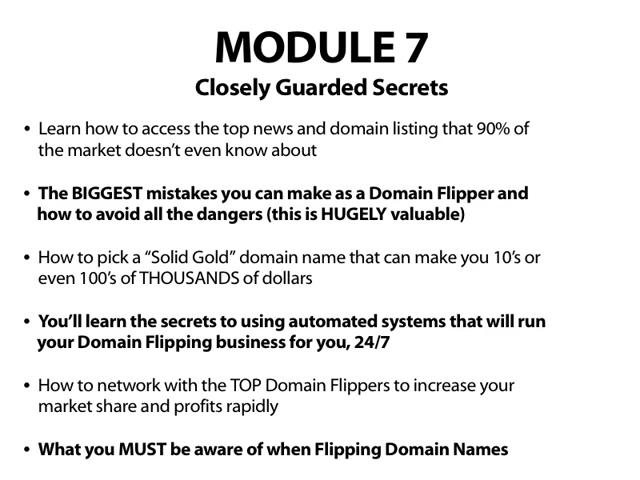 MODULE 7
Closely Guarded Secrets
• Learn how to access the top news and domain listing that 90% of
the market doesn't even know about
• The BIGGEST mistakes you can make as a Domain Flipper and
how to avoid all the dangers (this is HUGELY valuable)
• How to pick a “Solid Gold” domain name that can make you 10's or
even 100's of THOUSANDS of dollars
• You'll learn the secrets to using automated systems that will run
your Domain Flipping business for you, 24/7
• How to network with the TOP Domain Flippers to increase your
market share and profits rapidly
• What you MUST be aware of when Flipping Domain Names